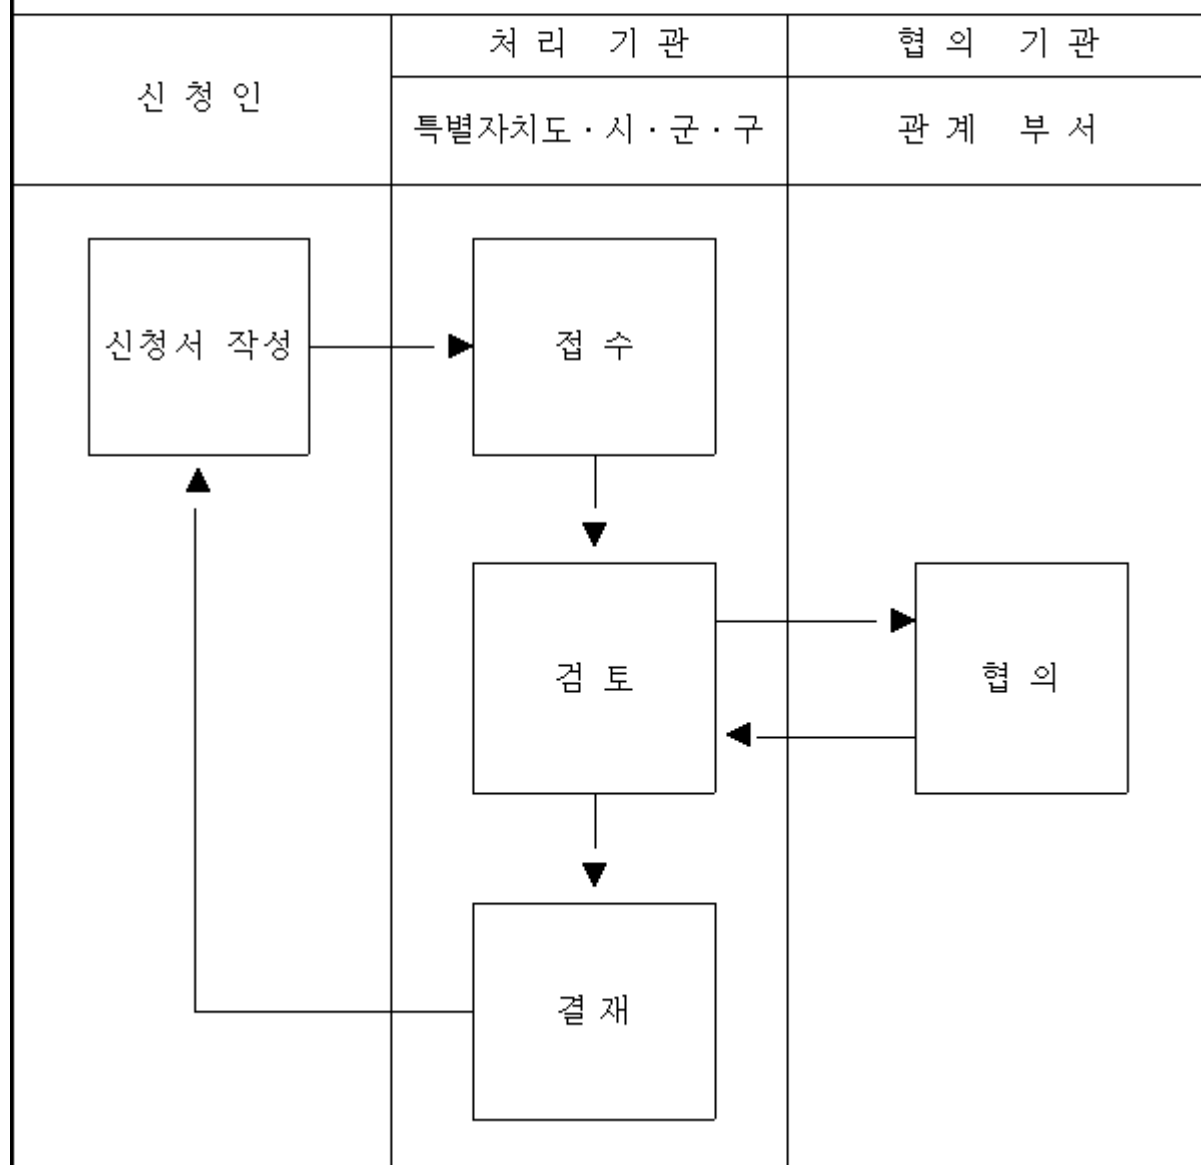 신 청 인
처 리 기 관
협 의 기 관
특별자치도·시·군·구
관 계 부 서
신청서 작성
접 수
검 토
협 의
결 재